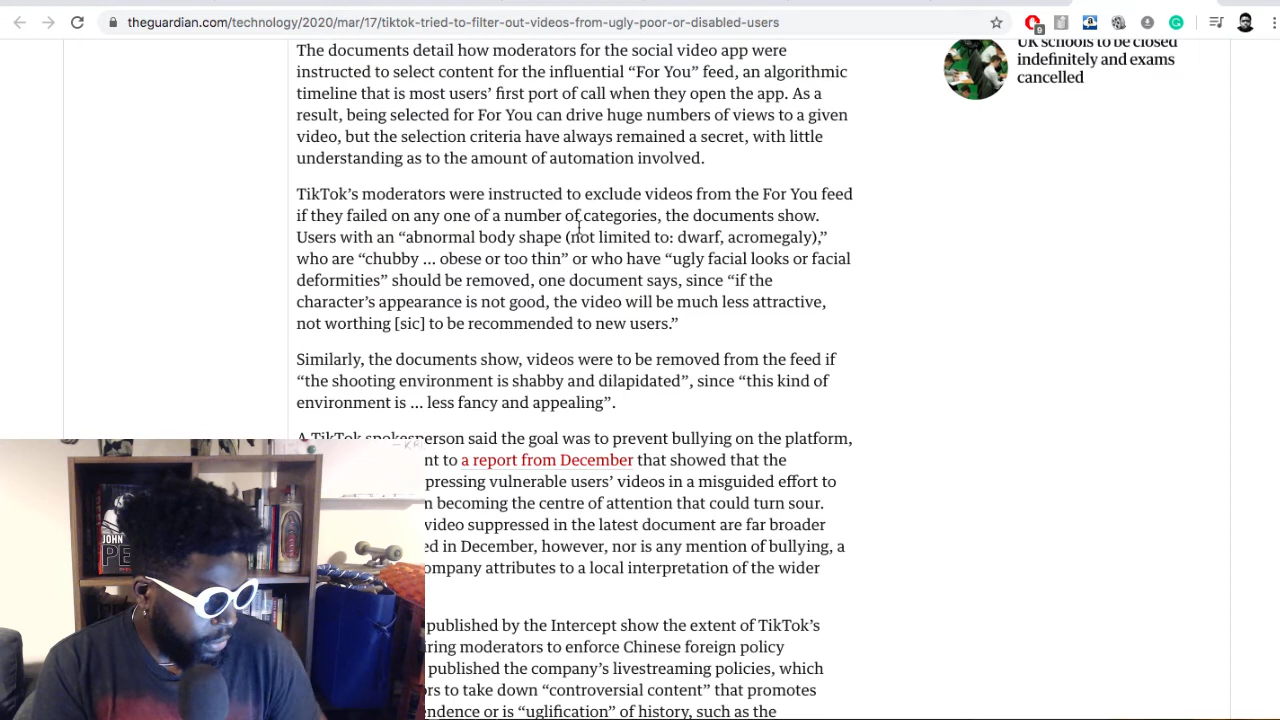 theguardian.com/technology/2020/mar/17/tiktok-tried-to-filter-out-videos-from-ugly-poor-or-disabled-users
9
The documents detail how moderators for the social video app were
instructed to select content for the influential “For You” feed, an algorithmic
timeline that is most users’ first port of call when they open the app. As a
result, being selected for For You can drive huge numbers of views to a given
video, but the selection criteria have always remained a secret, with little
understanding as to the amount of automation involved.
UK schools to be closed
indefinitely and exams
cancelled
TikTok’s moderators were instructed to exclude videos from the For You feed
if they failed on any one of a number of categories, the documents show.
Users with an “abnormal body shape (not limited to: dwarf, acromegaly),”
who are “chubby … obese or too thin” or who have “ugly facial looks or facial
deformities” should be removed, one document says, since “if the
character’s appearance is not good, the video will be much less attractive,
not worthing [sic] to be recommended to new users.”
Similarly, the documents show, videos were to be removed from the feed if
“the shooting environment is shabby and dilapidated”, since “this kind of
environment is … less fancy and appealing”.
A TikTok spokesperson said the goal was to prevent bullying on the platform,
nt to a report from December that showed that the
pressing vulnerable users’ videos in a misguided effort to
n becoming the centre of attention that could turn sour.
video suppressed in the latest document are far broader
ed in December, however, nor is any mention of bullying, a
ompany attributes to a local interpretation of the wider
published by the Intercept show the extent of TikTok’s
iring moderators to enforce Chinese foreign policy
published the company’s livestreaming policies, which
ors to take down “controversial content” that promotes
ndence or is “uglification” of history, such as the
JOHN
PE